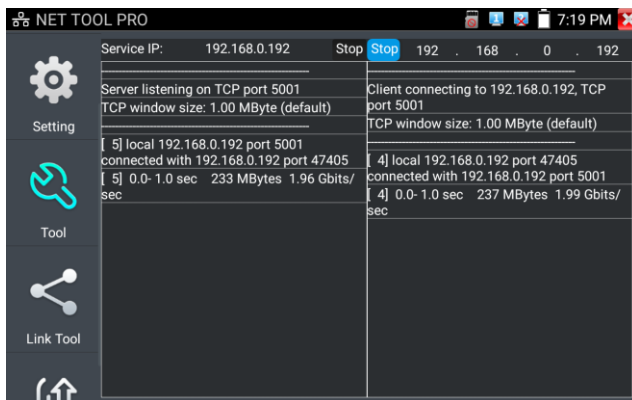 NET TOOL PRO
7:19 PM
Service IP: 192.168.0.192 Stop
Stop 192 . 168 . 0 . 192
Setting
Tool
Link Tool
Server listening on TCP port 5001
TCP window size: 1.00 MByte (default)
[ 5] local 192.168.0.192 port 5001
connected with 192.168.0.192 port 47405
[ 5] 0.0- 1.0 sec 233 MBytes 1.96 Gbits/
sec
Client connecting to 192.168.0.192, TCP
port 5001
TCP window size: 1.00 MByte (default)
[ 4] local 192.168.0.192 port 47405
connected with 192.168.0.192 port 5001
[ 4] 0.0- 1.0 sec 237 MBytes 1.99 Gbits/
sec